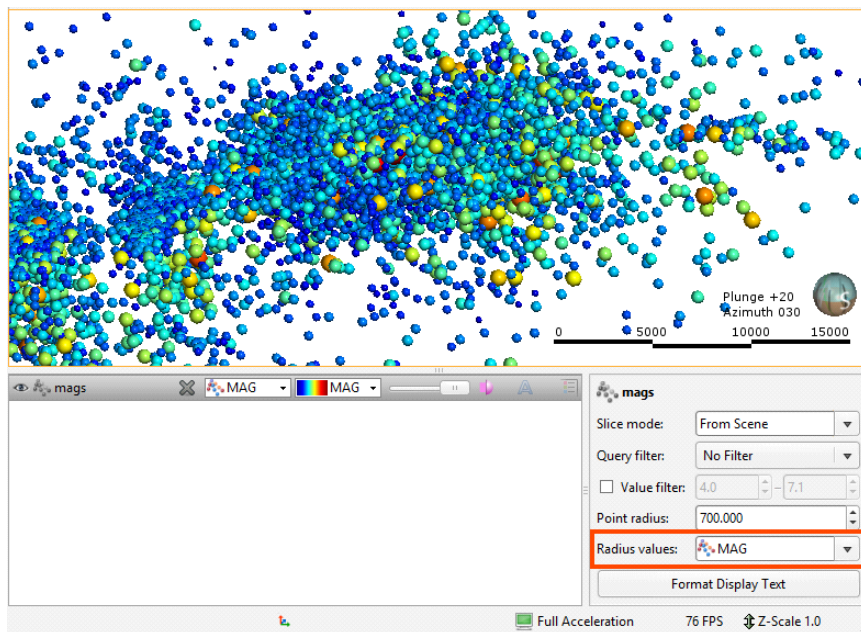 Plunge +20
Azimuth 030
S
0 5000 10000 15000
mags MAG MAG
mags
Slice mode: From Scene
Query filter: No Filter
Value filter: 4.0 – 7.1
Point radius: 700.000
Radius values: MAG
Format Display Text
Full Acceleration 76 FPS Z-Scale 1.0